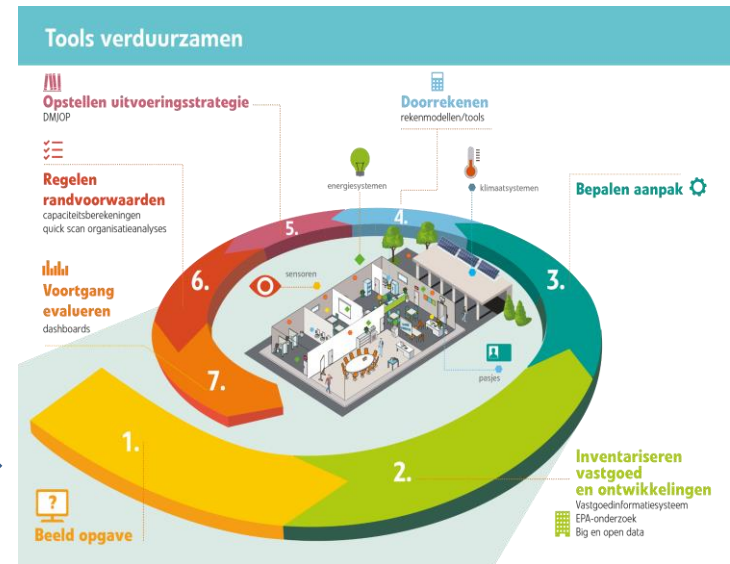 Tools verduurzamen
Opstellen uitvoeringsstrategie
DMJOP
Doorrekenen
rekenmodellen/tools
Regelen
randvoorwaarden
capaciteitsberekeningen
quick scan organisatieanalyses
energiesystemen
klimaatsystemen
Bepalen aanpak
Voortgang
evalueren
dashboards
sensoren
pasjes
5.
4.
6.
3.
7.
1.
2.
?
Beeld opgave
Inventariseren
vastgoed
en ontwikkelingen
Vastgoedinformatiesysteem
EPA-onderzoek
Big en open data